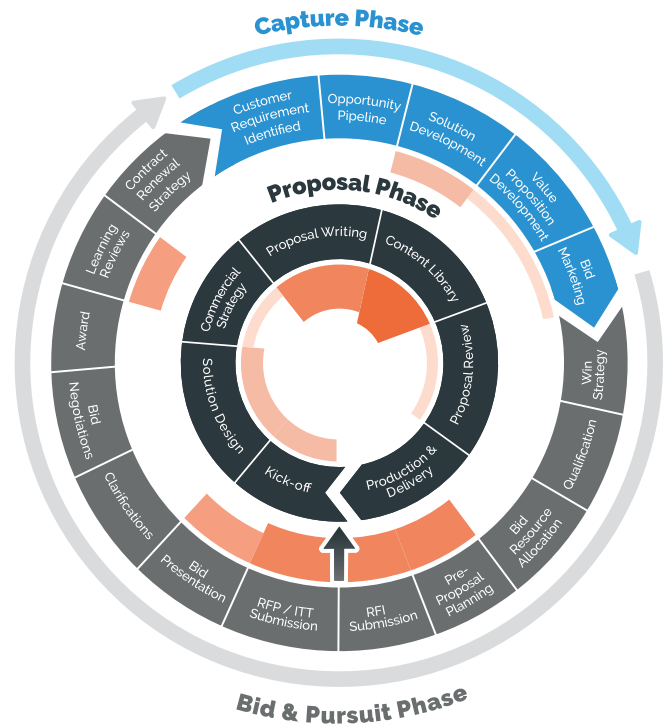 Capture Phase
Customer
Requirement
Identified
Opportunity
Pipeline
Solution
Development
Value
Proposition
Development
Bid
Marketing
Win
Strategy
Qualification
Bid
Resource
Allocation
Pre-
Proposal
Planning
RFI
Submission
RFP / ITT
Submission
Bid
Presentation
Clarifications
Bid
Negotiations
Award
Learning
Reviews
Contract
Renewal
Strategy
Proposal Phase
Kick-off
Solution Design
Commercial
Strategy
Proposal Writing
Content Library
Proposal Review
Production &
Delivery
Bid & Pursuit Phase